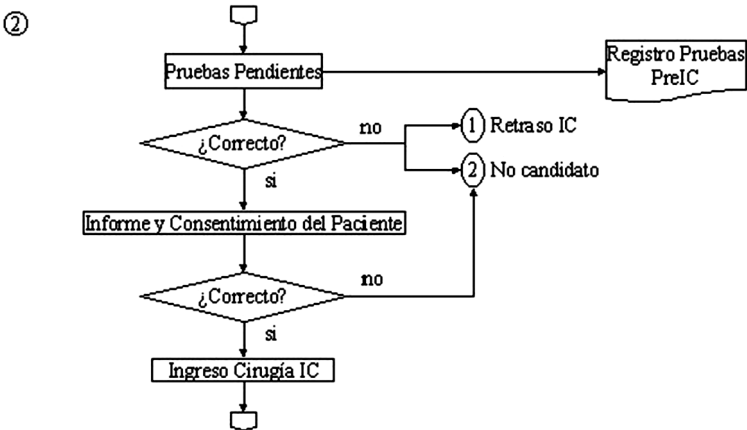 2
Pruebas Pendientes
Registro Pruebas
PreIC
¿Correcto?
no
1 Retraso IC
2 No candidato
si
Informe y Consentimiento del Paciente
¿Correcto?
no
si
Ingreso Cirugía IC